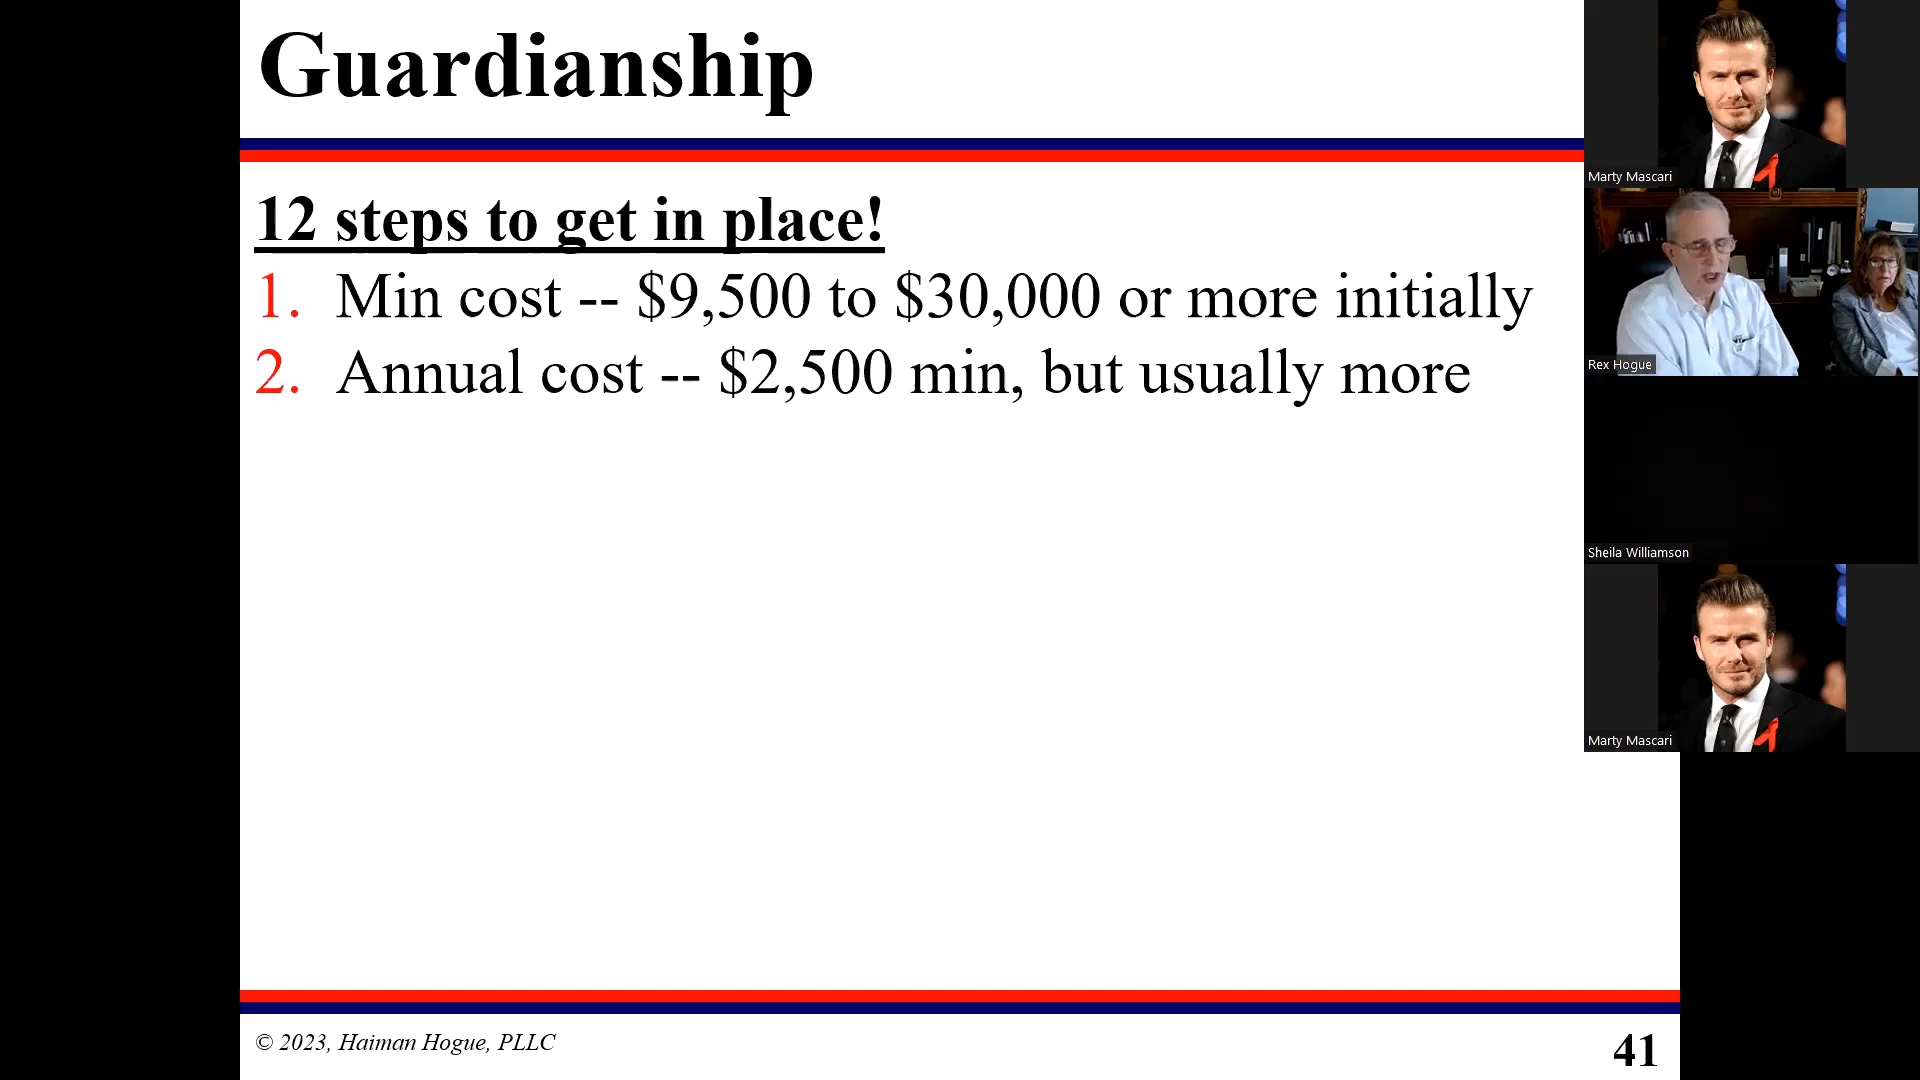 Guardianship
12 steps to get in place!
1. Min cost -- $9,500 to $30,000 or more initially
2. Annual cost -- $2,500 min, but usually more
© 2023, Haiman Hogue, PLLC
41
Marty Mascari
Rex Hogue
Sheila Williamson
Marty Mascari